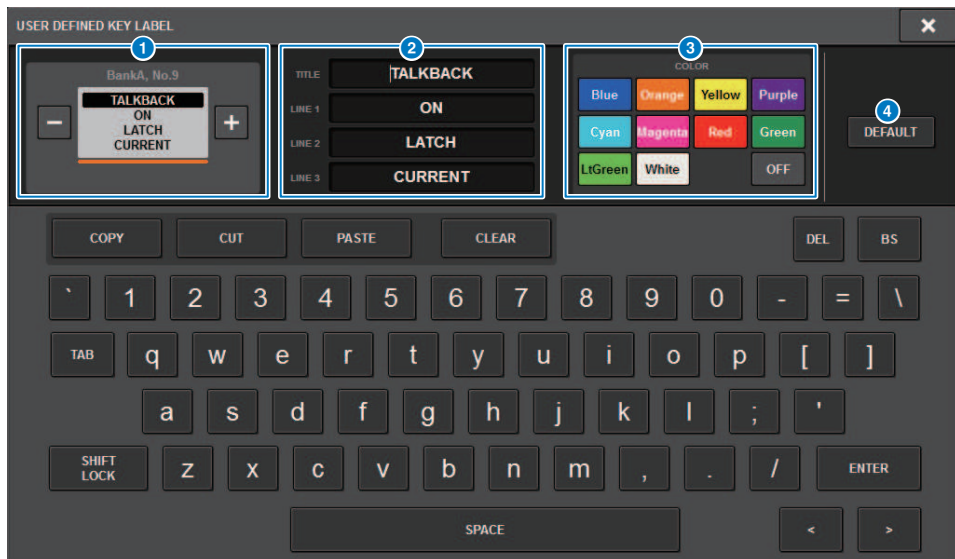 USER DEFINED KEY LABEL ×
1
BankA, No.9
−
TALKBACK
ON
LATCH
CURRENT
+
2
TITLE TALKBACK
LINE 1 ON
LINE 2 LATCH
LINE 3 CURRENT
3
COLOR
Blue Orange Yellow Purple
Cyan Magenta Red Green
LtGreen White OFF
4
DEFAULT
COPY CUT PASTE CLEAR DEL BS
` 1 2 3 4 5 6 7 8 9 0 - = \
TAB q w e r t y u i o p [ ]
a s d f g h j k l ; '
SHIFT LOCK z x c v b n m , . / ENTER
SPACE < >